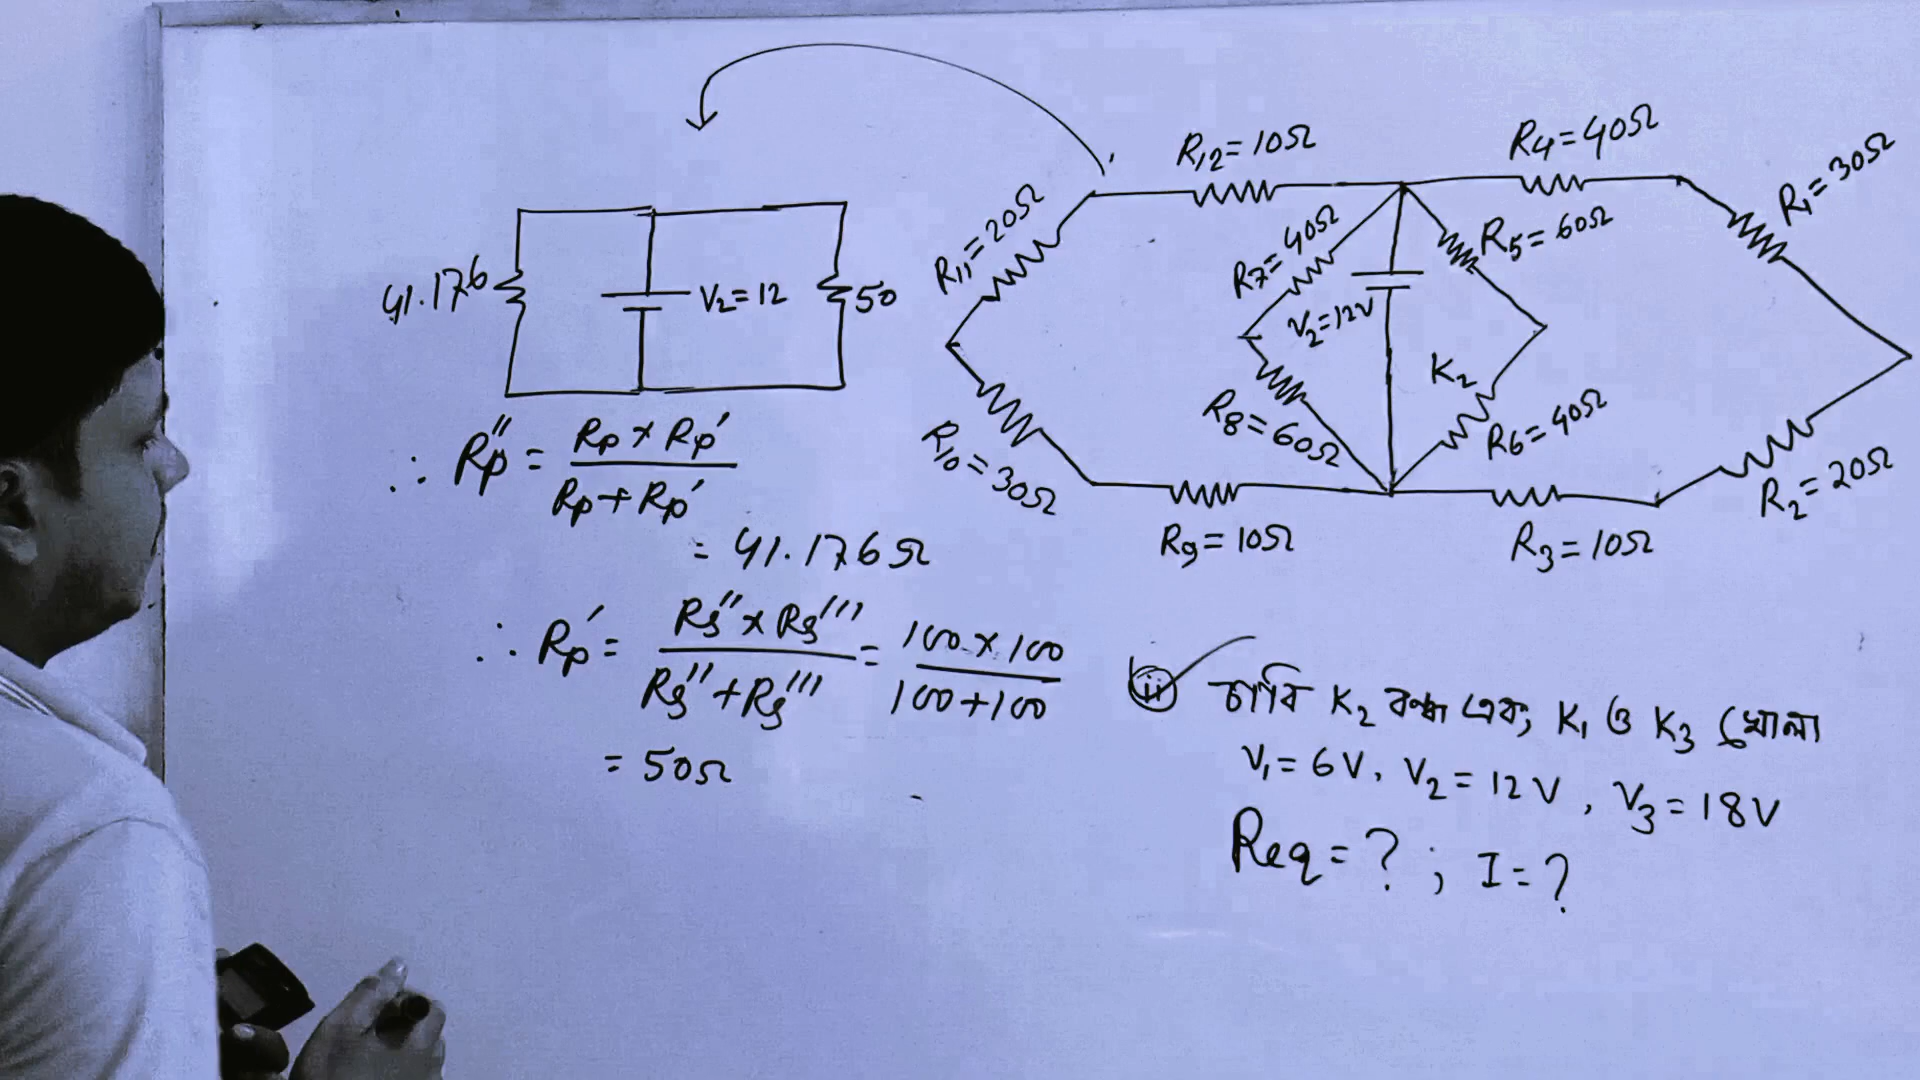 R12 = 10Ω
R4 = 40Ω
R1 = 30Ω
R11 = 20Ω
R7 = 40Ω
R5 = 60Ω
41.176
V2 = 12
50
V2 = 12V
K2
R8 = 60Ω
R6 = 40Ω
R10 = 30Ω
R2 = 20Ω
R9 = 10Ω
R3 = 10Ω
∴ Rp'' = Rp × Rp' / Rp + Rp'
= 41.176Ω
∴ Rp' = Rs'' × Rs''' / Rs'' + Rs''' = 100 × 100 / 100 + 100
= 50Ω
ii চাবি K2 বন্ধ এবং K1 ও K3 খোলা
V1 = 6V, V2 = 12V, V3 = 18V
Req = ? ; I = ?